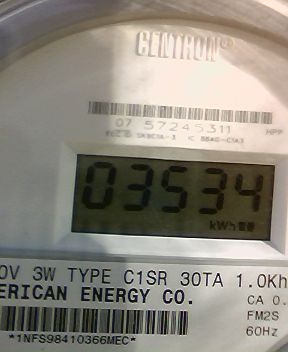 CENTRON®
07 57245311 HPP
03534
kWh
0V 3W TYPE C1SR 30TA 1.0Kh
ERICAN ENERGY CO.
CA 0.
FM2S
60Hz
*1NFS98410366MEC*